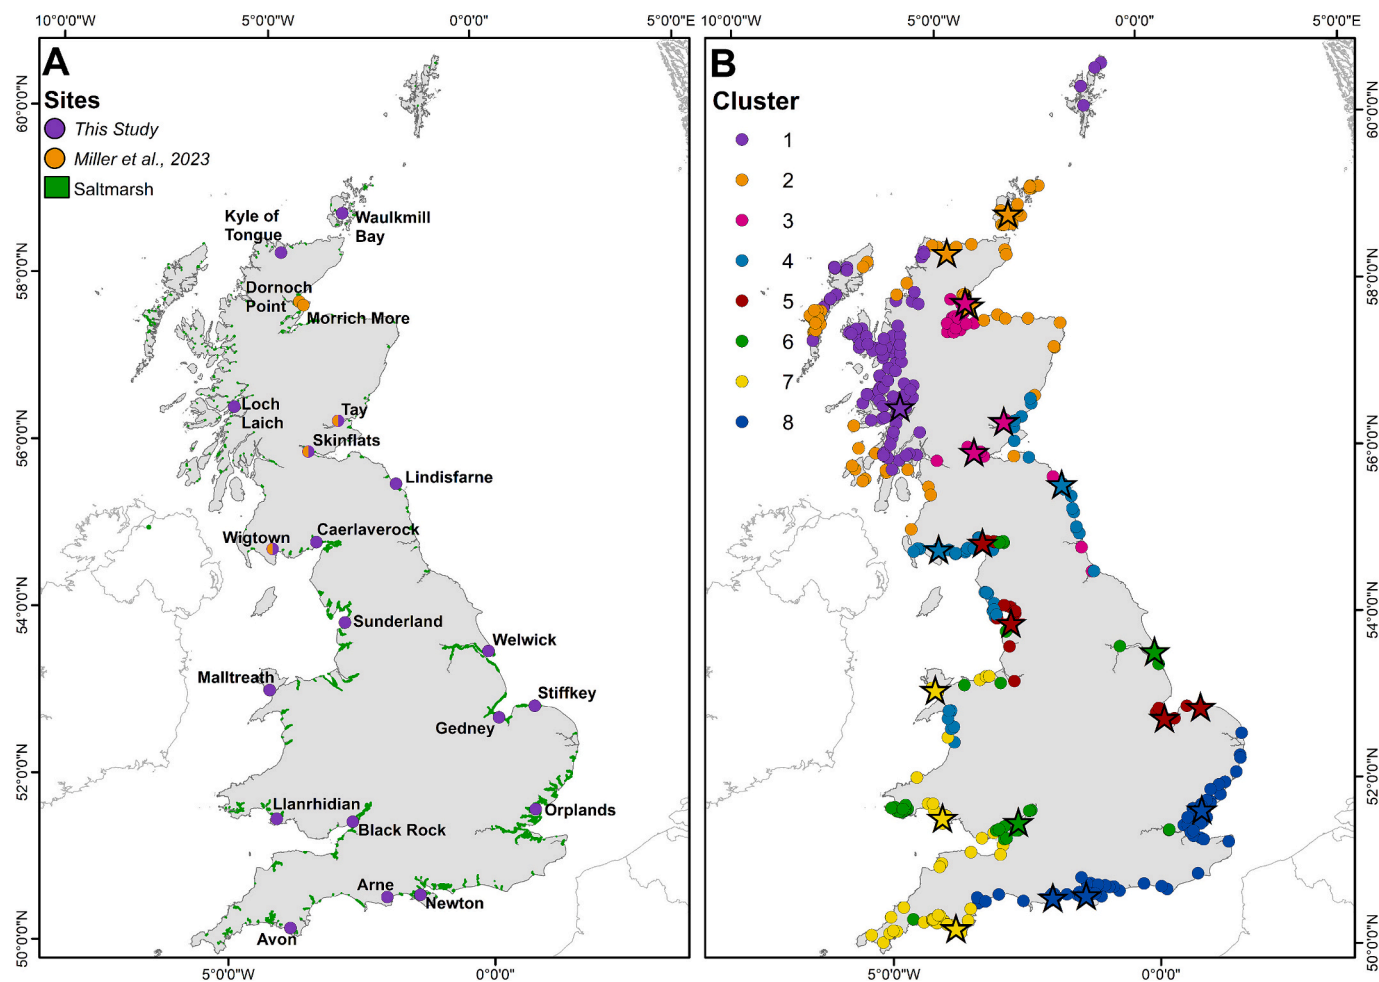 10°0'0"W
5°0'0"W
0°0'0"
5°0'0"E
10°0'0"W
5°0'0"W
0°0'0"
5°0'0"E
A
Sites
This Study
Miller et al., 2023
Saltmarsh
60°0'0"N
58°0'0"N
56°0'0"N
54°0'0"N
52°0'0"N
50°0'0"N
Kyle of
Tongue
Waulkmill
Bay
Dornoch
Point
Morrich More
Loch
Laich
Tay
Skinflats
Lindisfarne
Caerlaverock
Wigtown
Sunderland
Welwick
Malltreath
Stiffkey
Gedney
Llanrhidian
Orplands
Black Rock
Arne
Newton
Avon
5°0'0"W
0°0'0"
B
Cluster
1
2
3
4
5
6
7
8
60°0'0"N
58°0'0"N
56°0'0"N
54°0'0"N
52°0'0"N
50°0'0"N
5°0'0"W
0°0'0"